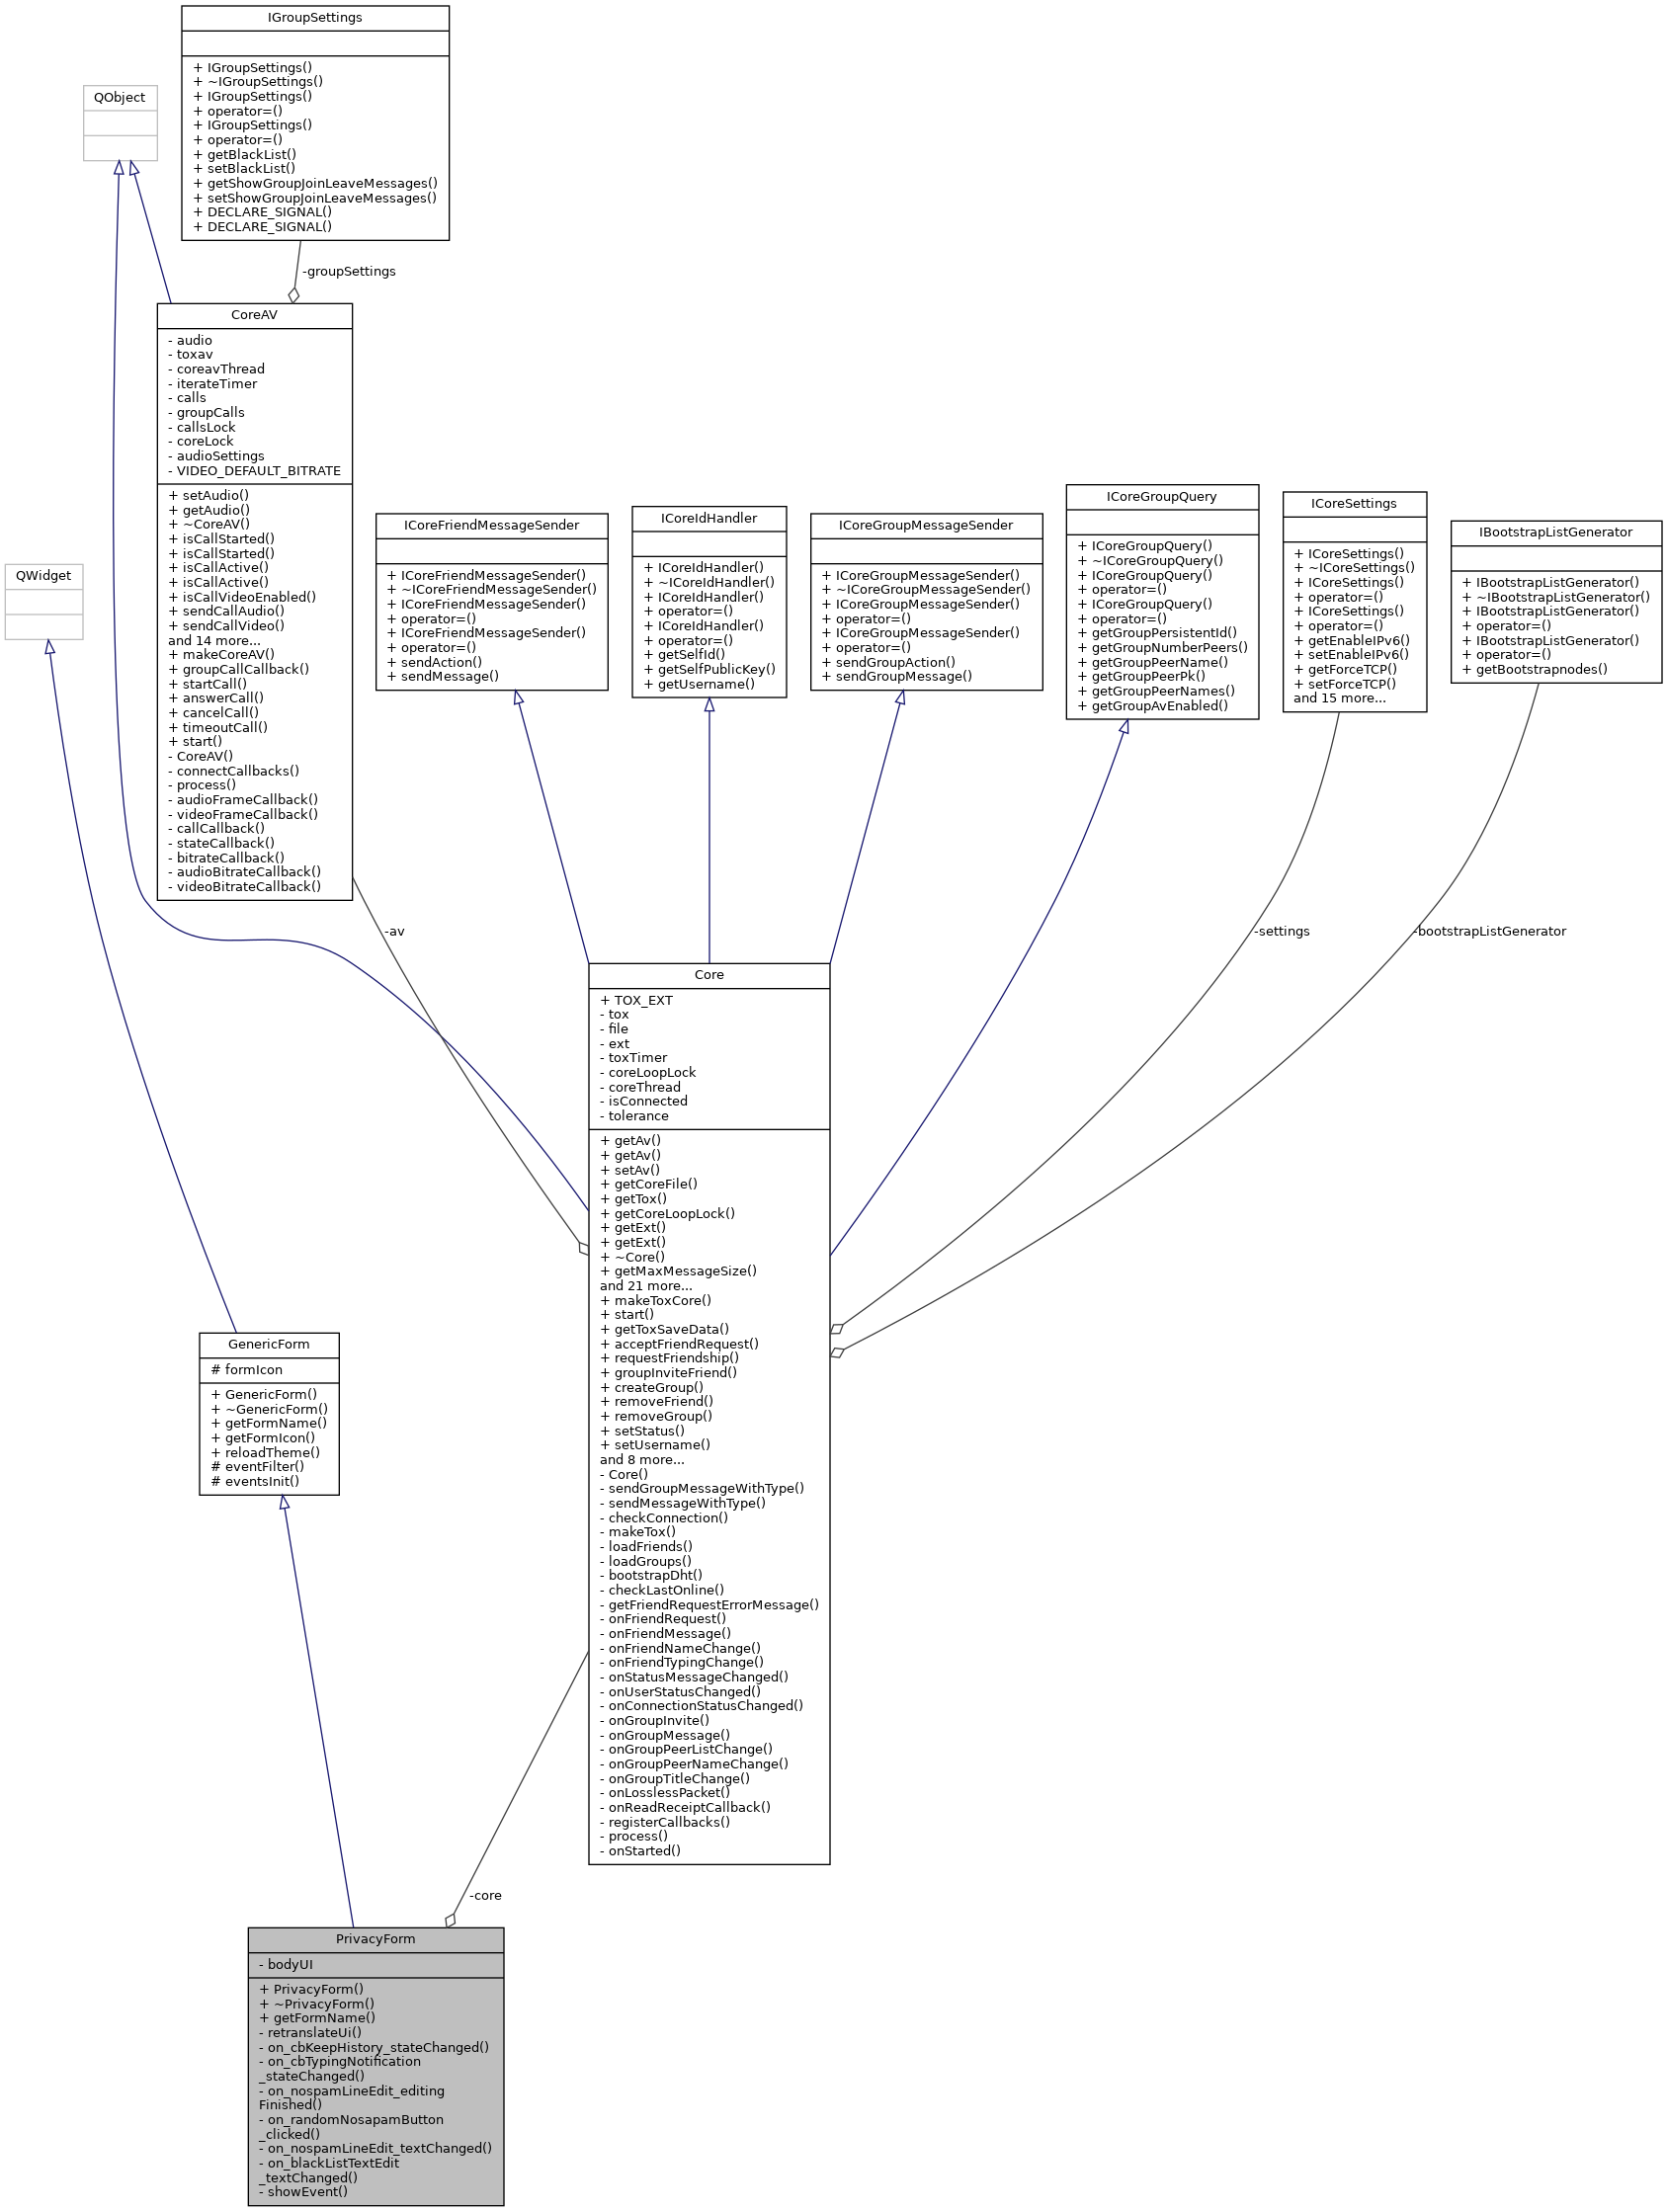 IGroupSettings
+ IGroupSettings()
+ ~IGroupSettings()
+ IGroupSettings()
+ operator=()
+ IGroupSettings()
+ operator=()
+ getBlackList()
+ setBlackList()
+ getShowGroupJoinLeaveMessages()
+ setShowGroupJoinLeaveMessages()
+ DECLARE_SIGNAL()
+ DECLARE_SIGNAL()
QObject
-groupSettings
CoreAV
- audio
- toxav
- coreavThread
- iterateTimer
- calls
- groupCalls
- callsLock
- coreLock
- audioSettings
- VIDEO_DEFAULT_BITRATE
+ setAudio()
+ getAudio()
+ ~CoreAV()
+ isCallStarted()
+ isCallStarted()
+ isCallActive()
+ isCallActive()
+ isCallVideoEnabled()
+ sendCallAudio()
+ sendCallVideo()
and 14 more...
+ makeCoreAV()
+ groupCallCallback()
+ startCall()
+ answerCall()
+ cancelCall()
+ timeoutCall()
+ start()
- CoreAV()
- connectCallbacks()
- process()
- audioFrameCallback()
- videoFrameCallback()
- callCallback()
- stateCallback()
- bitrateCallback()
- audioBitrateCallback()
- videoBitrateCallback()
QWidget
ICoreFriendMessageSender
+ ICoreFriendMessageSender()
+ ~ICoreFriendMessageSender()
+ ICoreFriendMessageSender()
+ operator=()
+ ICoreFriendMessageSender()
+ operator=()
+ sendAction()
+ sendMessage()
ICoreIdHandler
+ ICoreIdHandler()
+ ~ICoreIdHandler()
+ ICoreIdHandler()
+ operator=()
+ ICoreIdHandler()
+ operator=()
+ getSelfId()
+ getSelfPublicKey()
+ getUsername()
ICoreGroupMessageSender
+ ICoreGroupMessageSender()
+ ~ICoreGroupMessageSender()
+ ICoreGroupMessageSender()
+ operator=()
+ ICoreGroupMessageSender()
+ operator=()
+ sendGroupAction()
+ sendGroupMessage()
ICoreGroupQuery
+ ICoreGroupQuery()
+ ~ICoreGroupQuery()
+ ICoreGroupQuery()
+ operator=()
+ ICoreGroupQuery()
+ operator=()
+ getGroupPersistentId()
+ getGroupNumberPeers()
+ getGroupPeerName()
+ getGroupPeerPk()
+ getGroupPeerNames()
+ getGroupAvEnabled()
ICoreSettings
+ ICoreSettings()
+ ~ICoreSettings()
+ ICoreSettings()
+ operator=()
+ ICoreSettings()
+ operator=()
+ getEnableIPv6()
+ setEnableIPv6()
+ getForceTCP()
+ setForceTCP()
and 15 more...
IBootstrapListGenerator
+ IBootstrapListGenerator()
+ ~IBootstrapListGenerator()
+ IBootstrapListGenerator()
+ operator=()
+ IBootstrapListGenerator()
+ operator=()
+ getBootstrapnodes()
-av
-settings
-bootstrapListGenerator
Core
+ TOX_EXT
- tox
- file
- ext
- toxTimer
- coreLoopLock
- coreThread
- isConnected
- tolerance
+ getAv()
+ getAv()
+ setAv()
+ getCoreFile()
+ getTox()
+ getCoreLoopLock()
+ getExt()
+ getExt()
+ ~Core()
+ getMaxMessageSize()
and 21 more...
+ makeToxCore()
+ start()
+ getToxSaveData()
+ acceptFriendRequest()
+ requestFriendship()
+ groupInviteFriend()
+ createGroup()
+ removeFriend()
+ removeGroup()
+ setStatus()
+ setUsername()
and 8 more...
- Core()
- sendGroupMessageWithType()
- sendMessageWithType()
- checkConnection()
- makeTox()
- loadFriends()
- loadGroups()
- bootstrapDht()
- checkLastOnline()
- getFriendRequestErrorMessage()
- onFriendRequest()
- onFriendMessage()
- onFriendNameChange()
- onFriendTypingChange()
- onStatusMessageChanged()
- onUserStatusChanged()
- onConnectionStatusChanged()
- onGroupInvite()
- onGroupMessage()
- onGroupPeerListChange()
- onGroupPeerNameChange()
- onGroupTitleChange()
- onLosslessPacket()
- onReadReceiptCallback()
- registerCallbacks()
- process()
- onStarted()
GenericForm
# formIcon
+ GenericForm()
+ ~GenericForm()
+ getFormName()
+ getFormIcon()
+ reloadTheme()
# eventFilter()
# eventsInit()
-core
PrivacyForm
- bodyUI
+ PrivacyForm()
+ ~PrivacyForm()
+ getFormName()
- retranslateUi()
- on_cbKeepHistory_stateChanged()
- on_cbTypingNotification
_stateChanged()
- on_nospamLineEdit_editing
Finished()
- on_randomNosapamButton
_clicked()
- on_nospamLineEdit_textChanged()
- on_blackListTextEdit
_textChanged()
- showEvent()